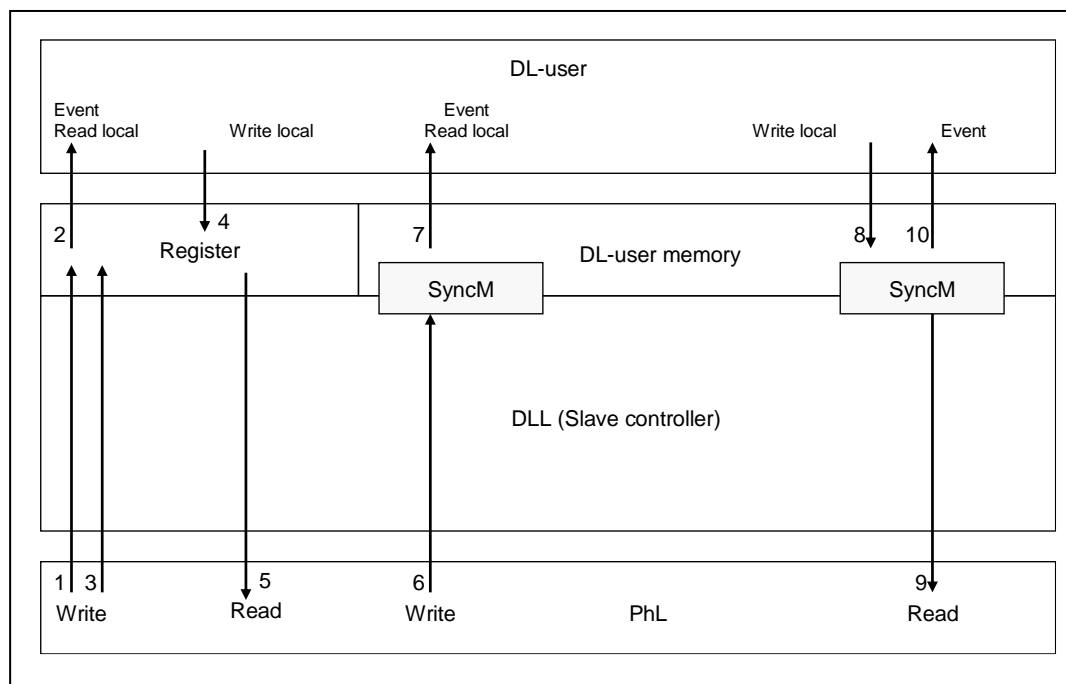 DL-user
Event
Read local
Write local
Event
Read local
Write local
Event
2
4
Register
7
DL-user memory
8
10
SyncM
SyncM
DLL (Slave controller)
1
3
5
6
9
Write
Read
Write
PhL
Read